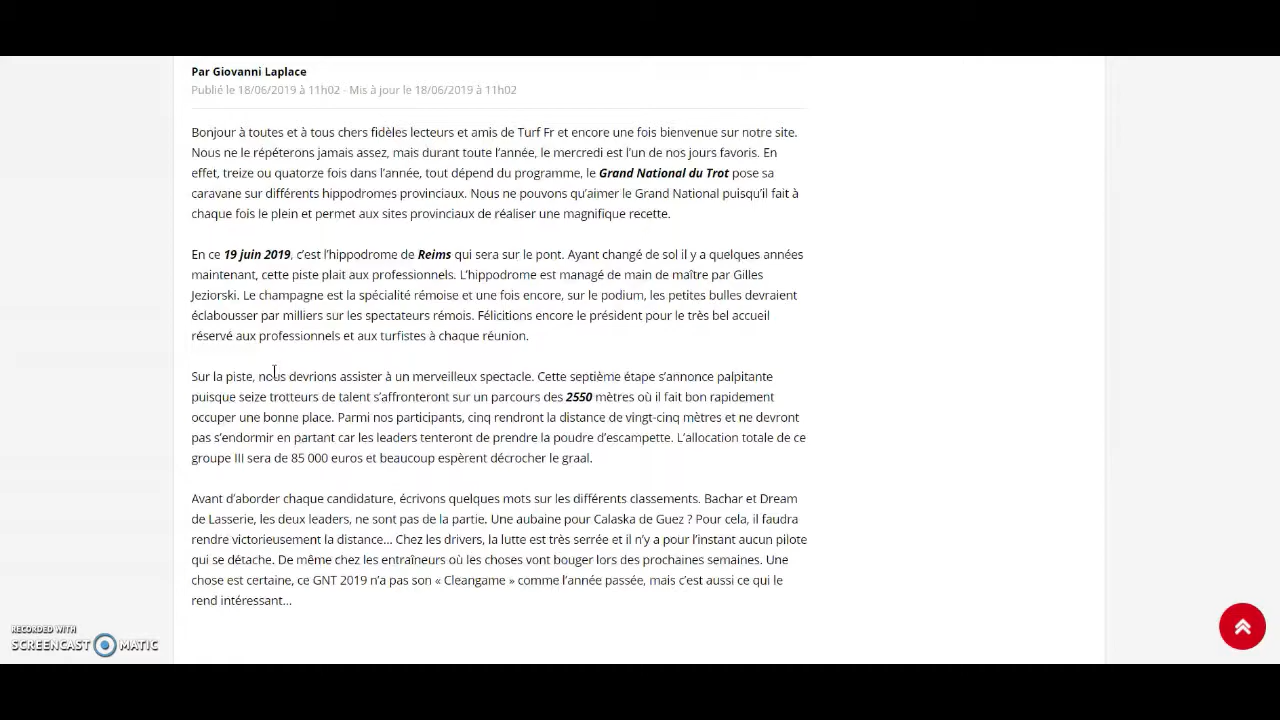 Par Giovanni Laplace
Publié le 18/06/2019 à 11h02 - Mis à jour le 18/06/2019 à 11h02
Bonjour à toutes et à tous chers fidèles lecteurs et amis de Turf Fr et encore une fois bienvenue sur notre site.
Nous ne le répéterons jamais assez, mais durant toute l'année, le mercredi est l'un de nos jours favoris. En
effet, treize ou quatorze fois dans l'année, tout dépend du programme, le Grand National du Trot pose sa
caravane sur différents hippodromes provinciaux. Nous ne pouvons qu'aimer le Grand National puisqu'il fait à
chaque fois le plein et permet aux sites provinciaux de réaliser une magnifique recette.
En ce 19 juin 2019, c'est l'hippodrome de Reims qui sera sur le pont. Ayant changé de sol il y a quelques années
maintenant, cette piste plait aux professionnels. L'hippodrome est managé de main de maître par Gilles
Jeziorski. Le champagne est la spécialité rémoise et une fois encore, sur le podium, les petites bulles devraient
éclabousser par milliers sur les spectateurs rémois. Félicitions encore le président pour le très bel accueil
réservé aux professionnels et aux turfistes à chaque réunion.
Sur la piste, nous devrions assister à un merveilleux spectacle. Cette septième étape s'annonce palpitante
puisque seize trotteurs de talent s'affronteront sur un parcours des 2550 mètres où il fait bon rapidement
occuper une bonne place. Parmi nos participants, cinq rendront la distance de vingt-cinq mètres et ne devront
pas s'endormir en partant car les leaders tenteront de prendre la poudre d'escampette. L'allocation totale de ce
groupe III sera de 85 000 euros et beaucoup espèrent décrocher le graal.
Avant d'aborder chaque candidature, écrivons quelques mots sur les différents classements. Bachar et Dream
de Lasserie, les deux leaders, ne sont pas de la partie. Une aubaine pour Calaska de Guez ? Pour cela, il faudra
rendre victorieusement la distance... Chez les drivers, la lutte est très serrée et il n'y a pour l'instant aucun pilote
qui se détache. De même chez les entraîneurs où les choses vont bouger lors des prochaines semaines. Une
chose est certaine, ce GNT 2019 n'a pas son « Cleangame » comme l'année passée, mais c'est aussi ce qui le
rend intéressant...
RECORDED WITH
SCREENCAST MATIC